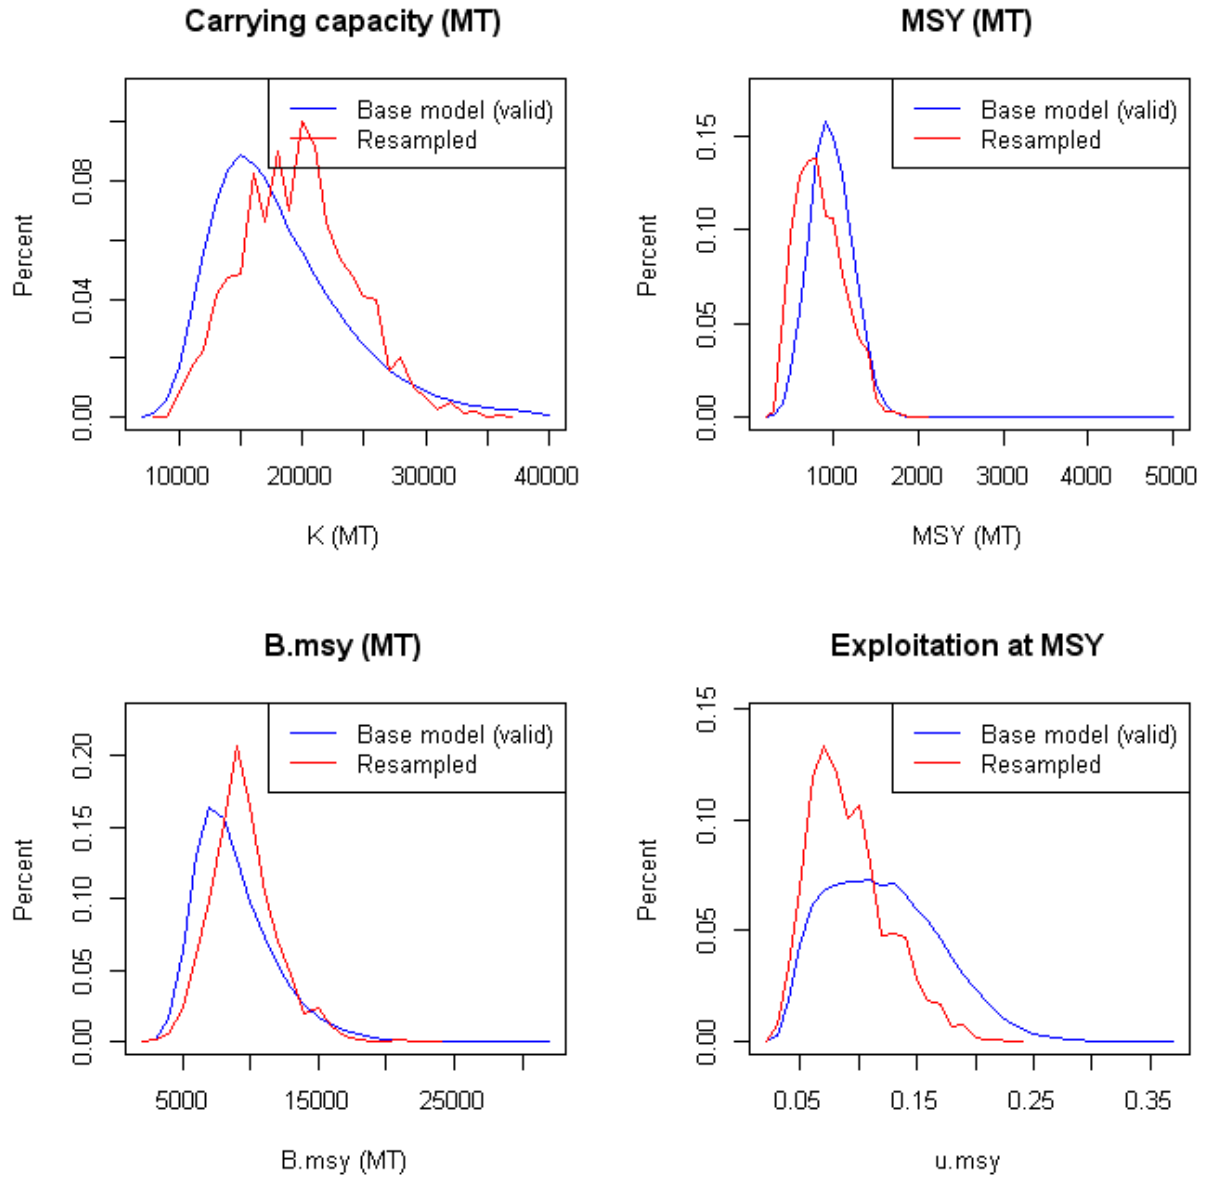 Carrying capacity (MT)
Base model (valid)
Resampled
Percent
0.00
0.04
0.08
10000
20000
30000
40000
K (MT)
MSY (MT)
Base model (valid)
Resampled
Percent
0.00
0.05
0.10
0.15
1000
2000
3000
4000
5000
MSY (MT)
B.msy (MT)
Base model (valid)
Resampled
Percent
0.00
0.05
0.10
0.15
0.20
5000
15000
25000
B.msy (MT)
Exploitation at MSY
Base model (valid)
Resampled
Percent
0.00
0.05
0.10
0.15
0.05
0.15
0.25
0.35
u.msy